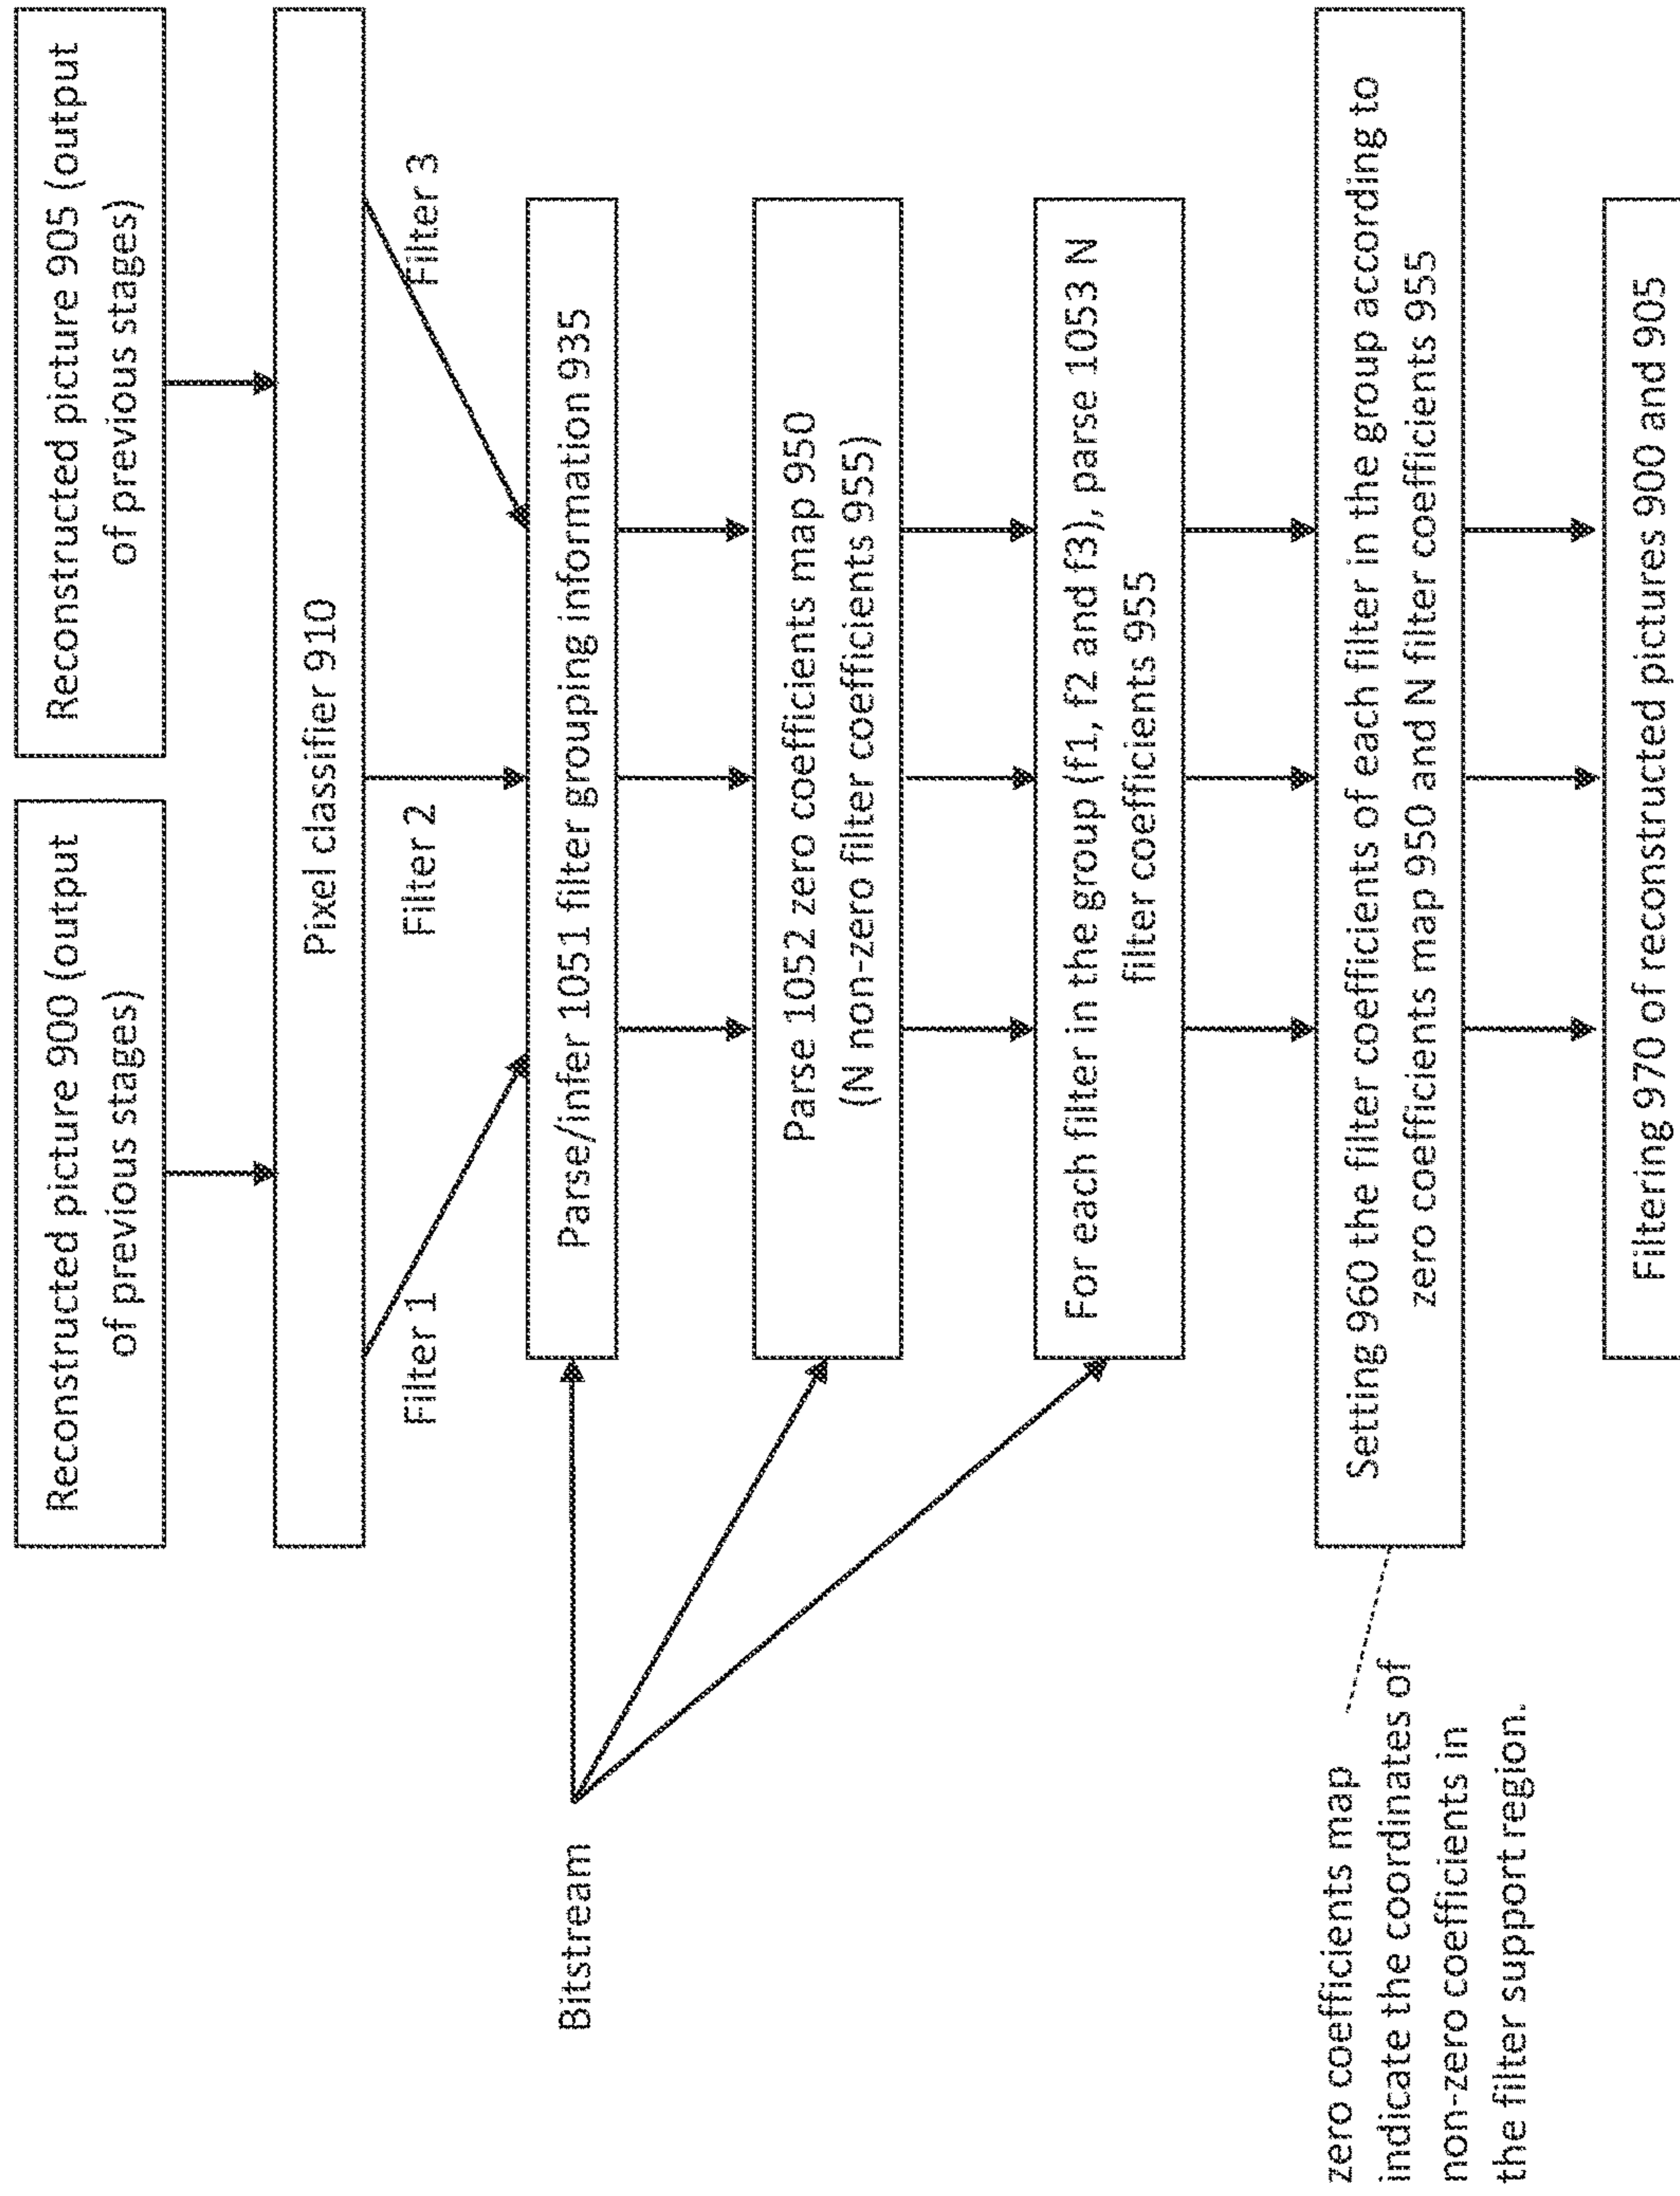 Reconstructed picture 900 (output
of previous stages)
Reconstructed picture 905 (output
of previous stages)
Pixel classifier 910
Filter 1
Filter 2
Filter 3
Bitstream
Parse/infer 1051 filter grouping information 935
Parse 1052 zero coefficients map 950
(N non-zero filter coefficients 955)
For each filter in the group (f1, f2 and f3), parse 1053 N
filter coefficients 955
zero coefficients map
indicate the coordinates of
non-zero coefficients in
the filter support region.
Setting 960 the filter coefficients of each filter in the group according to
zero coefficients map 950 and N filter coefficients 955
Filtering 970 of reconstructed pictures 900 and 905